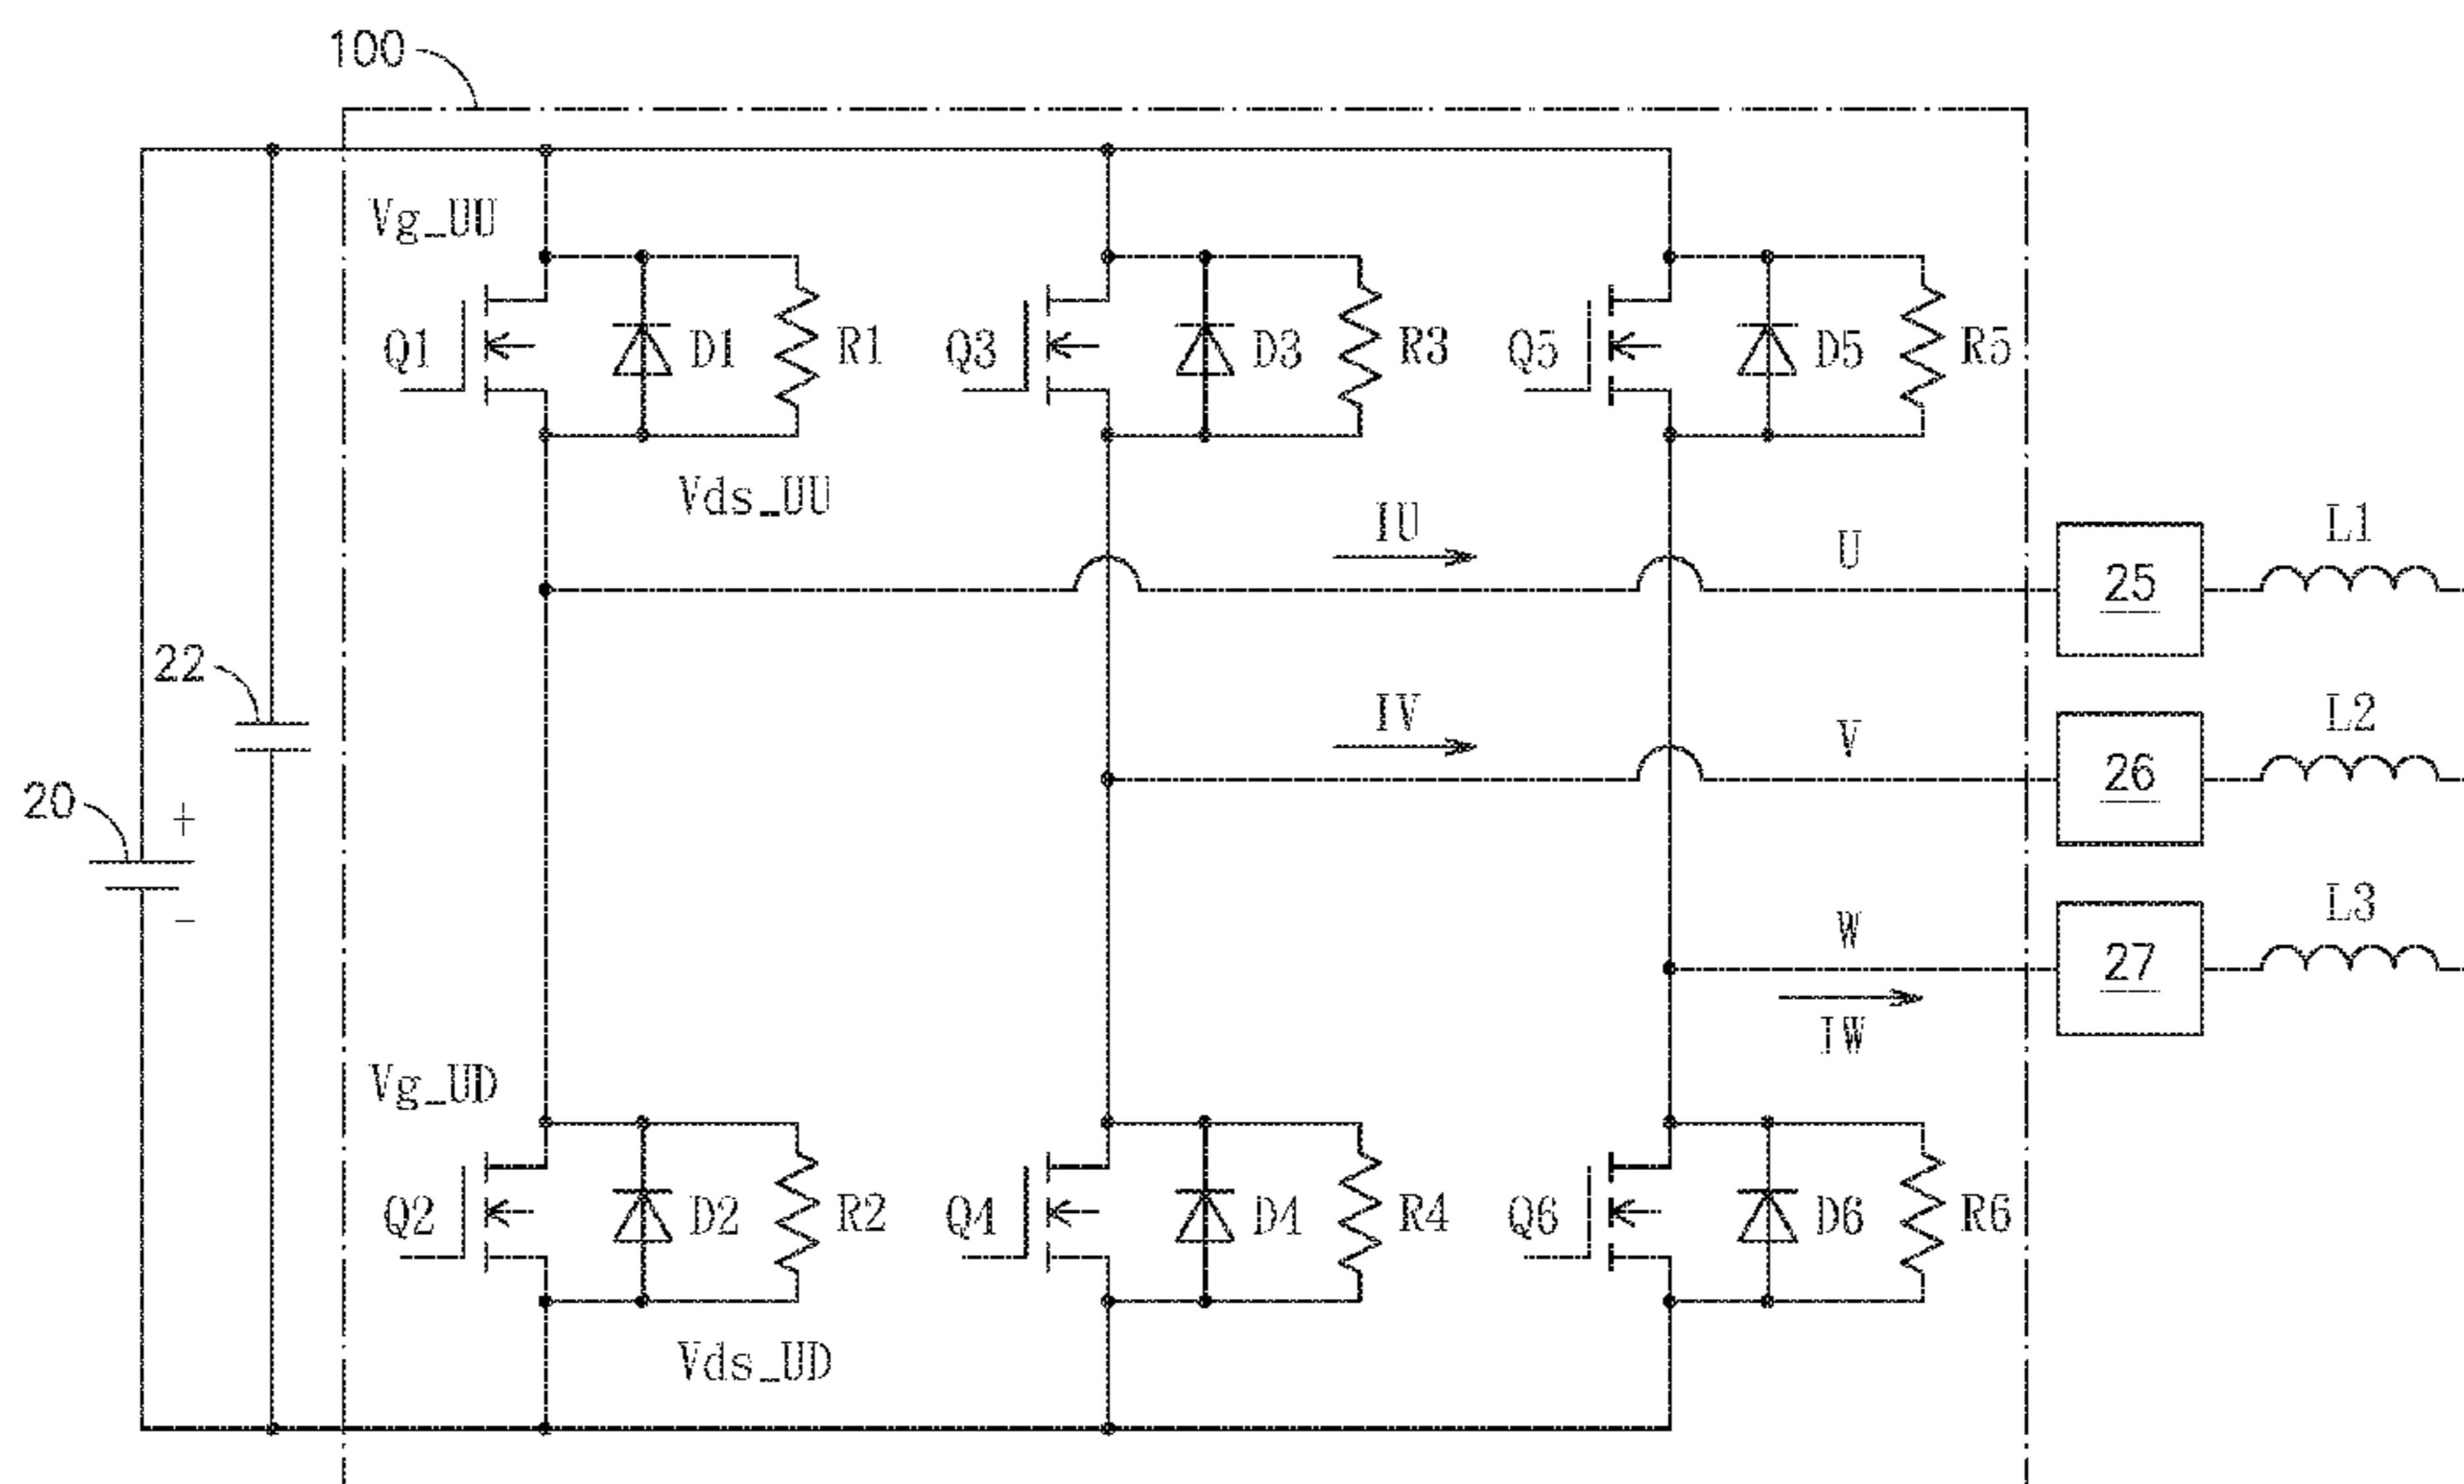 100
Vg_UU
Q1 D1 R1 Q3 D3 R3 Q5 D5 R5
Vds_UU
IU U 25 L1
22
IV V 26 L2
20 +
-
W 27 L3
IW
Vg_UD
Q2 D2 R2 Q4 D4 R4 Q6 D6 R6
Vds_UD